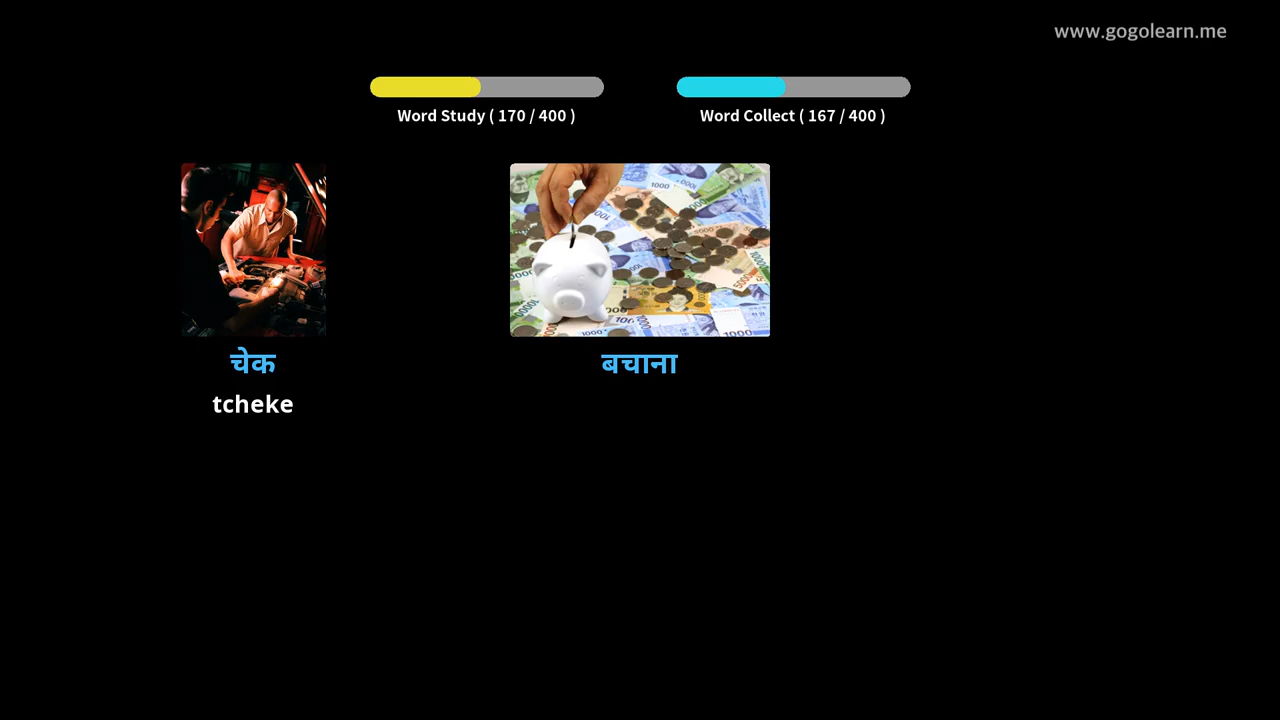 www.gogolearn.me
Word Study ( 170 / 400 )
Word Collect ( 167 / 400 )
चेक
बचाना
tcheke